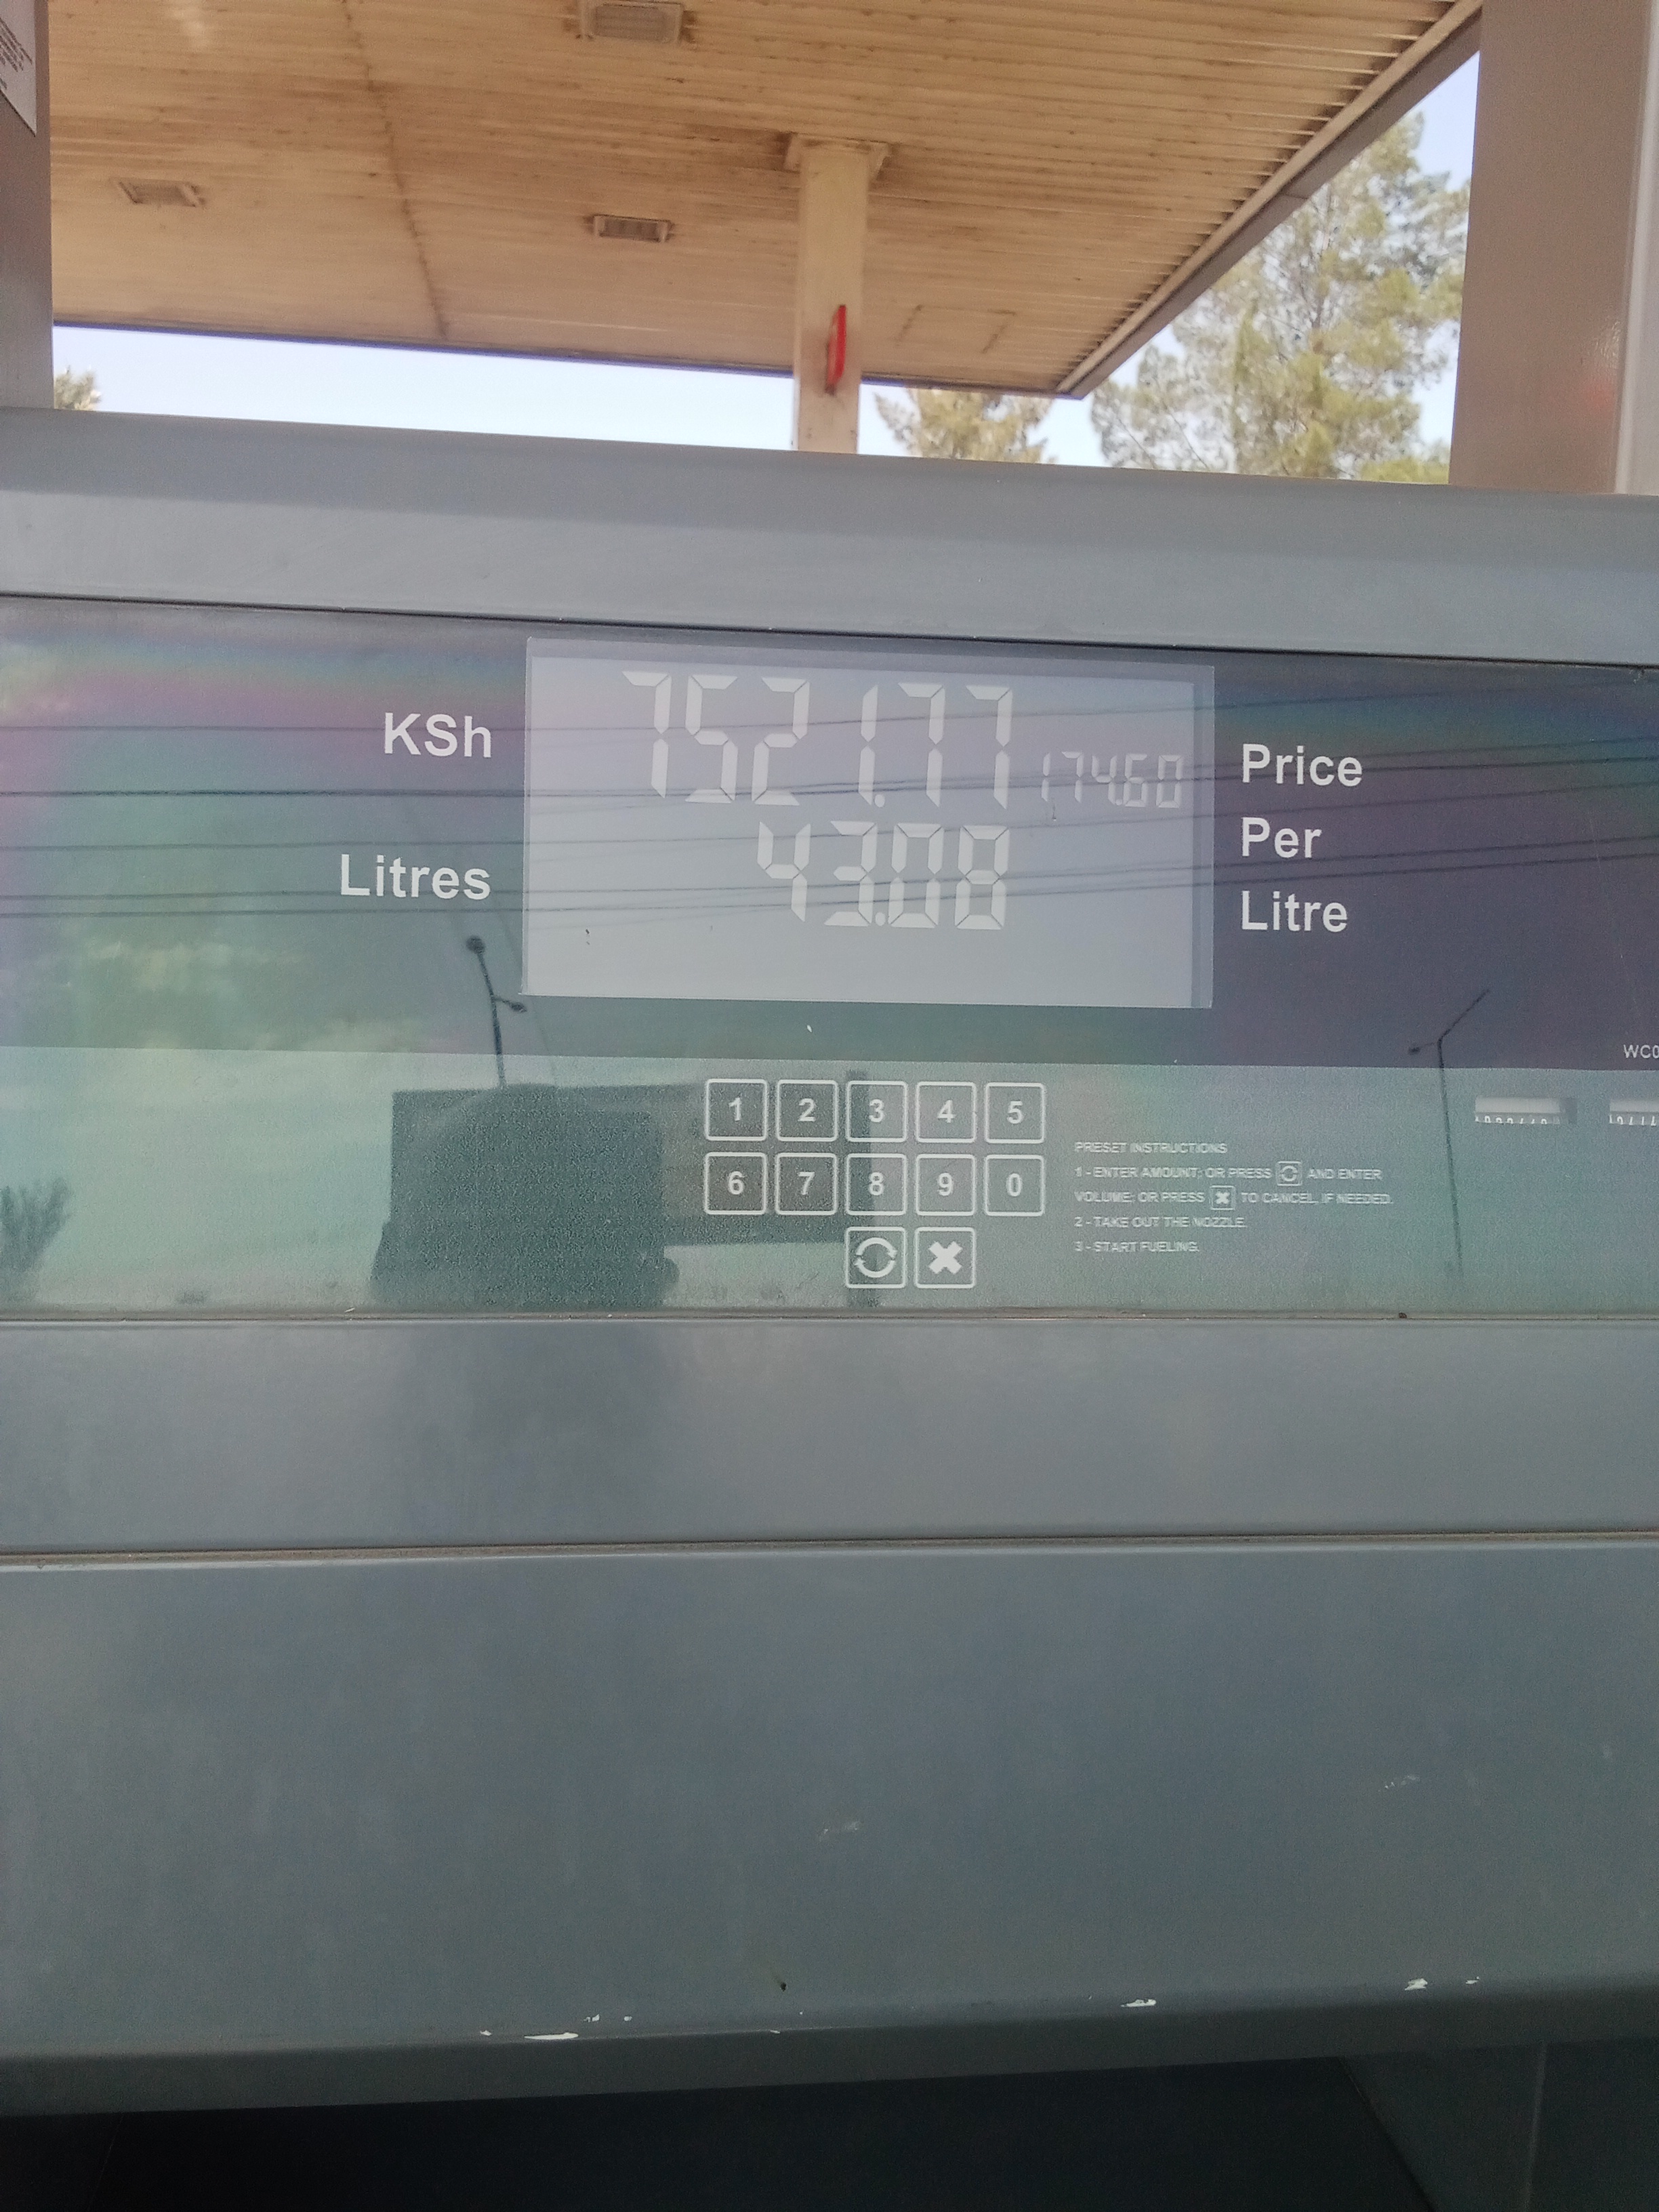 KSh 7521.77
174.60 Price
Per
Litres 43.08
Litre
1 2 3 4 5
6 7 8 9 0
PRESET INSTRUCTIONS
1 - ENTER AMOUNT; OR PRESS AND ENTER
VOLUME; OR PRESS TO CANCEL, IF NEEDED.
2 - TAKE OUT THE NOZZLE.
3 - START FUELING.